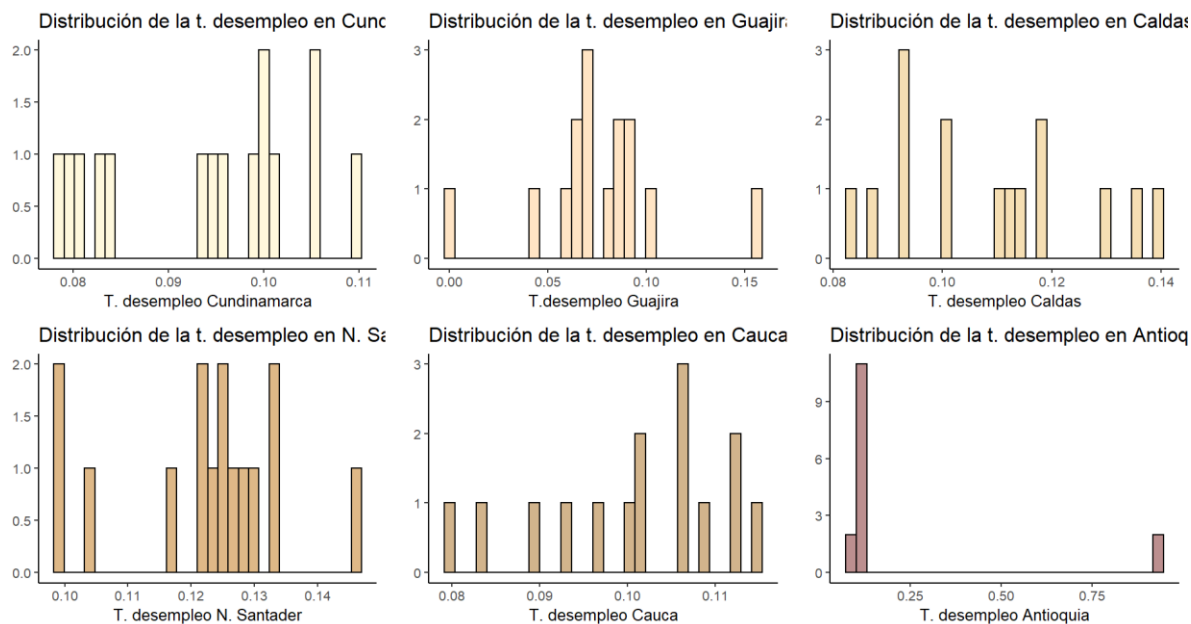 Distribución de la t. desempleo en Cund
2.0
1.5
1.0
0.5
0.0
0.08 0.09 0.10 0.11
T. desempleo Cundinamarca
Distribución de la t. desempleo en Guajir
3
2
1
0
0.00 0.05 0.10 0.15
T.desempleo Guajira
Distribución de la t. desempleo en Caldas
3
2
1
0
0.08 0.10 0.12 0.14
T. desempleo Caldas
Distribución de la t. desempleo en N. Sa
2.0
1.5
1.0
0.5
0.0
0.10 0.11 0.12 0.13 0.14
T. desempleo N. Santader
Distribución de la t. desempleo en Cauca
3
2
1
0
0.08 0.09 0.10 0.11
T. desempleo Cauca
Distribución de la t. desempleo en Antioq
9
6
3
0
0.25 0.50 0.75
T. desempleo Antioquia